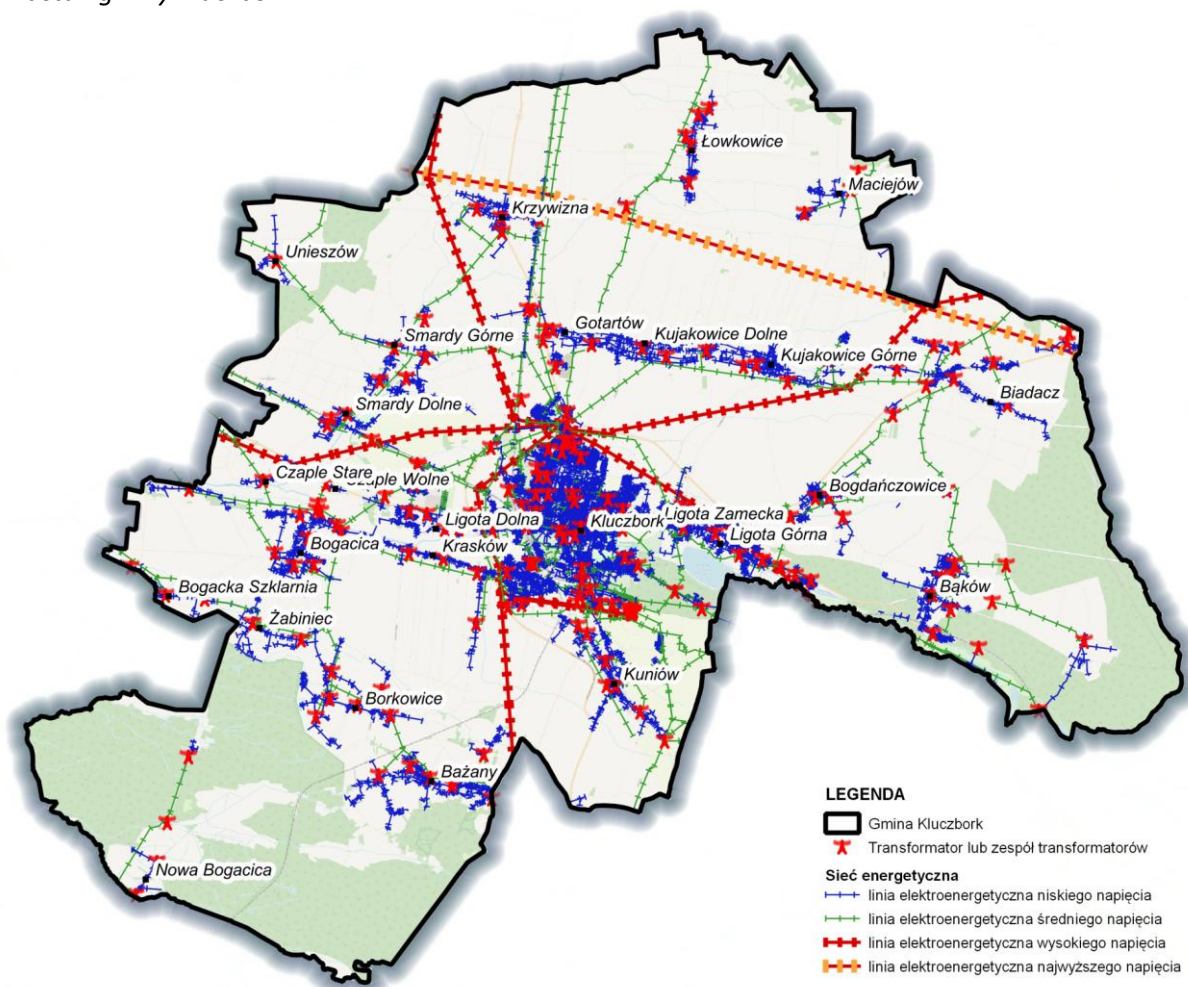 Łowkowice
Maciejów
Krzywizna
Unieszów
Gotartów
Smardy Górne
Kujakowice Dolne
Kujakowice Górne
Smardy Dolne
Biadacz
Czaple Stare
Czaple Wolne
Bogdańczowice
Ligota Zamecka
Ligota Dolna
Kluczbork
Ligota Górna
Bogacica
Krasków
Bogacka Szklarnia
Bąków
Żabiniec
Kuniów
Borkowice
Bażany
Nowa Bogacica
LEGENDA
Gmina Kluczbork
Transformator lub zespół transformatorów
Sieć energetyczna
linia elektroenergetyczna niskiego napięcia
linia elektroenergetyczna średniego napięcia
linia elektroenergetyczna wysokiego napięcia
linia elektroenergetyczna najwyższego napięcia